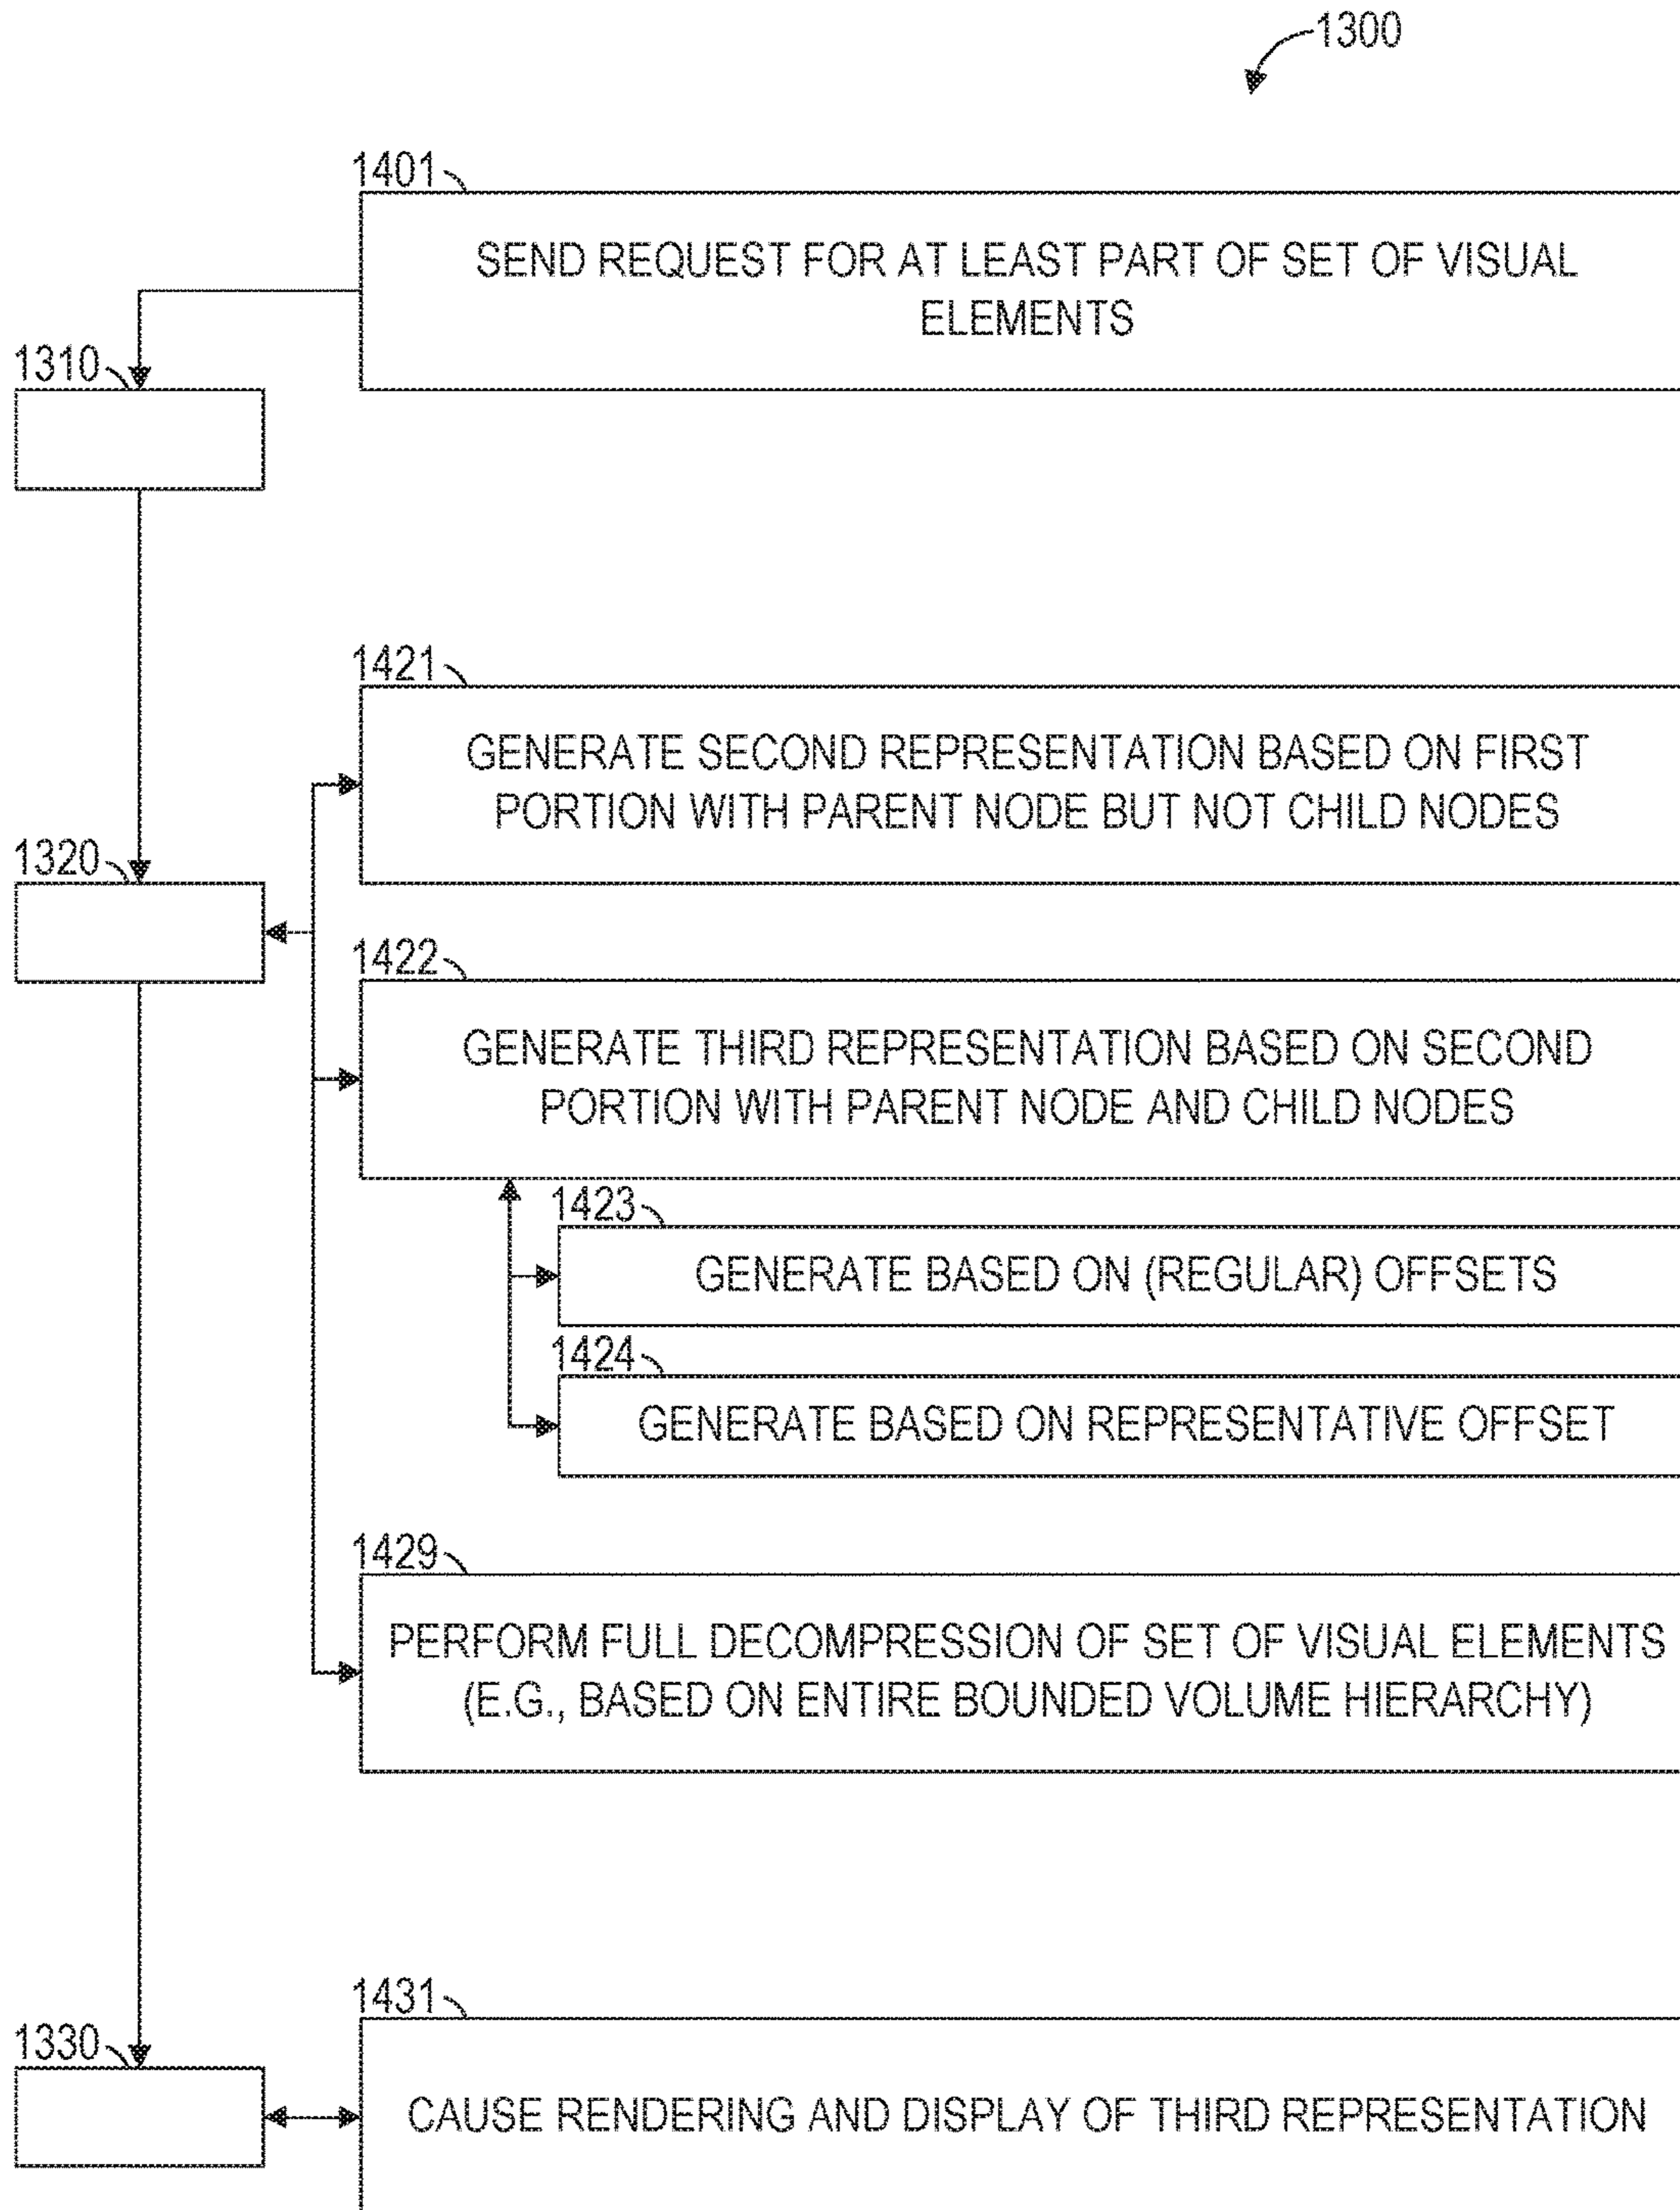 1300
1401
SEND REQUEST FOR AT LEAST PART OF SET OF VISUAL
ELEMENTS
1310
1421
GENERATE SECOND REPRESENTATION BASED ON FIRST
PORTION WITH PARENT NODE BUT NOT CHILD NODES
1320
1422
GENERATE THIRD REPRESENTATION BASED ON SECOND
PORTION WITH PARENT NODE AND CHILD NODES
1423
GENERATE BASED ON (REGULAR) OFFSETS
1424
GENERATE BASED ON REPRESENTATIVE OFFSET
1429
PERFORM FULL DECOMPRESSION OF SET OF VISUAL ELEMENTS
(E.G., BASED ON ENTIRE BOUNDED VOLUME HIERARCHY)
1431
1330
CAUSE RENDERING AND DISPLAY OF THIRD REPRESENTATION